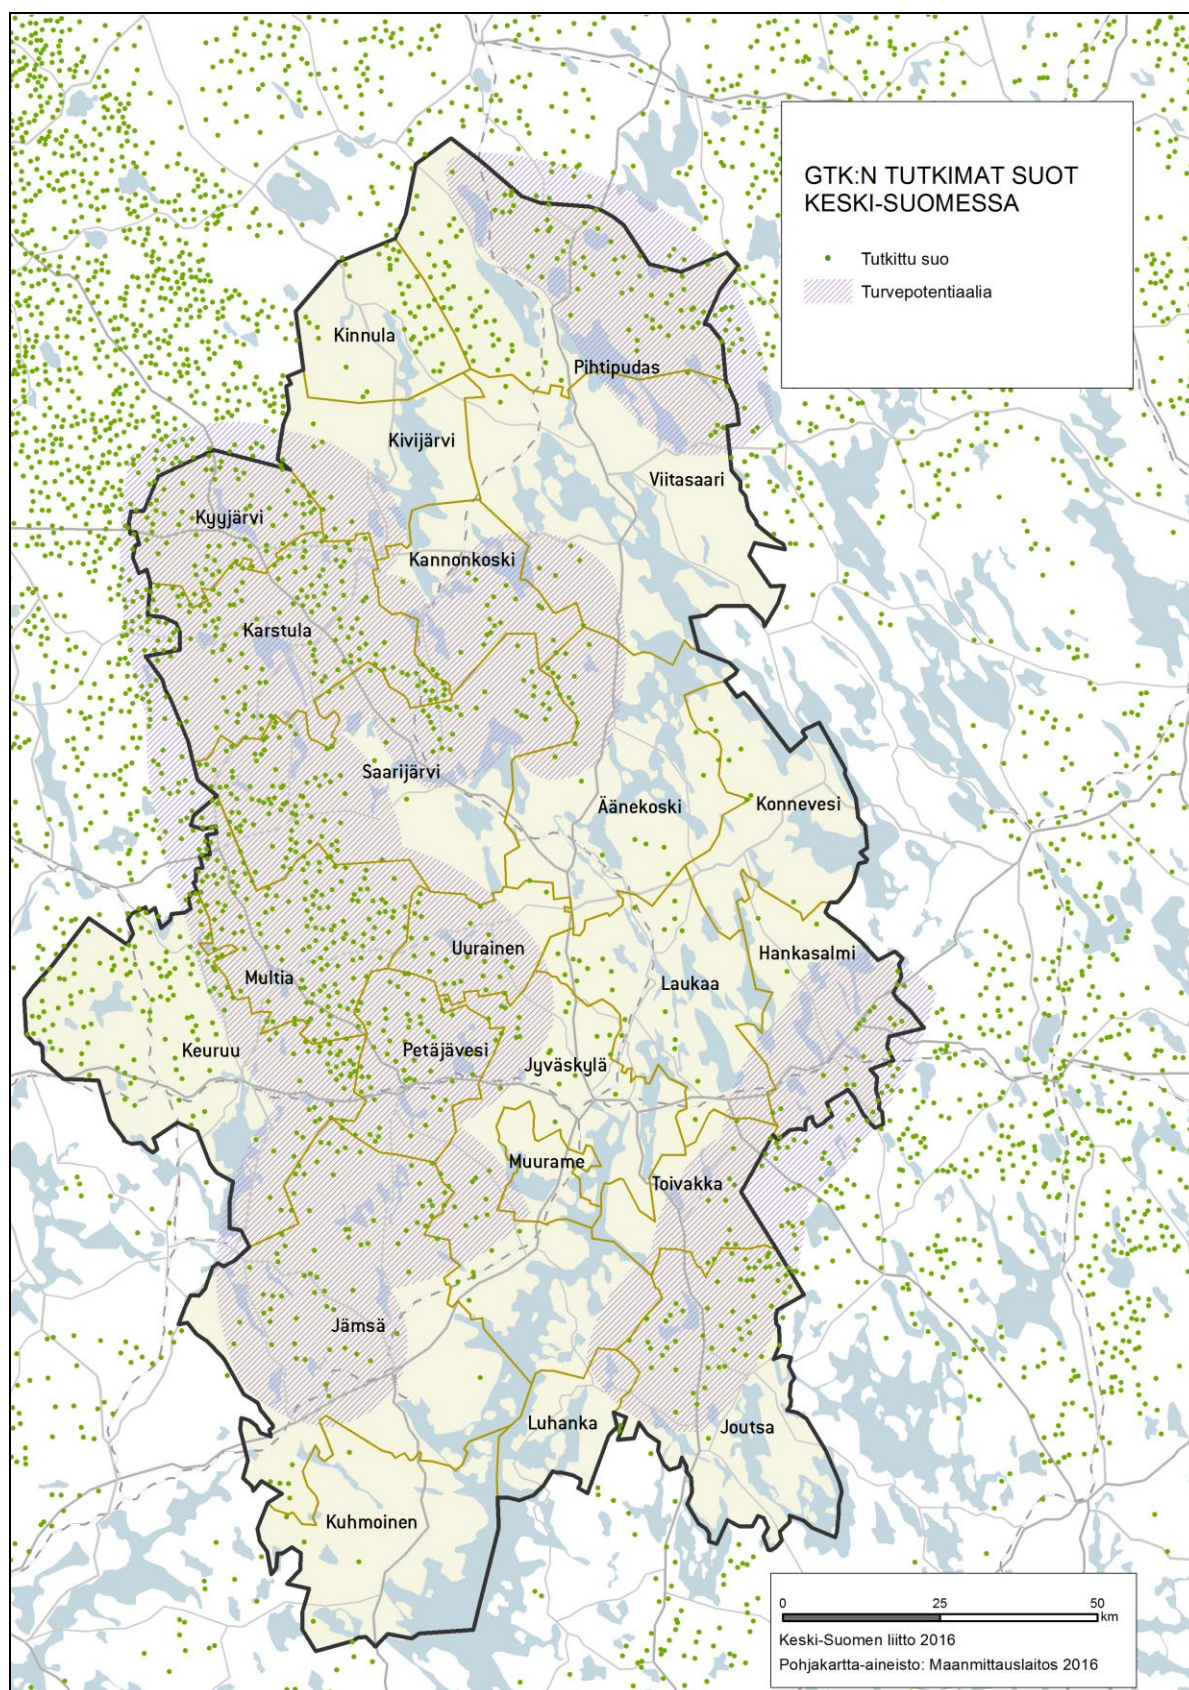 GTK:N TUTKIMAT SUOT
KESKI-SUOMESSA
Tutkittu suo
Turvepotentiaalia
Kinnula
Pihtipudas
Kivijärvi
Viitasaari
Kyyjärvi
Kannonkoski
Karstula
Saarijärvi
Äänekoski
Konnevesi
Uurainen
Hankasalmi
Multia
Laukaa
Keuruu
Petäjävesi
Jyväskylä
Muurame
Toivakka
Jämsä
Luhanka
Joutsa
Kuhmoinen
0 25 50
km
Keski-Suomen liitto 2016
Pohjakartta-aineisto: Maanmittauslaitos 2016